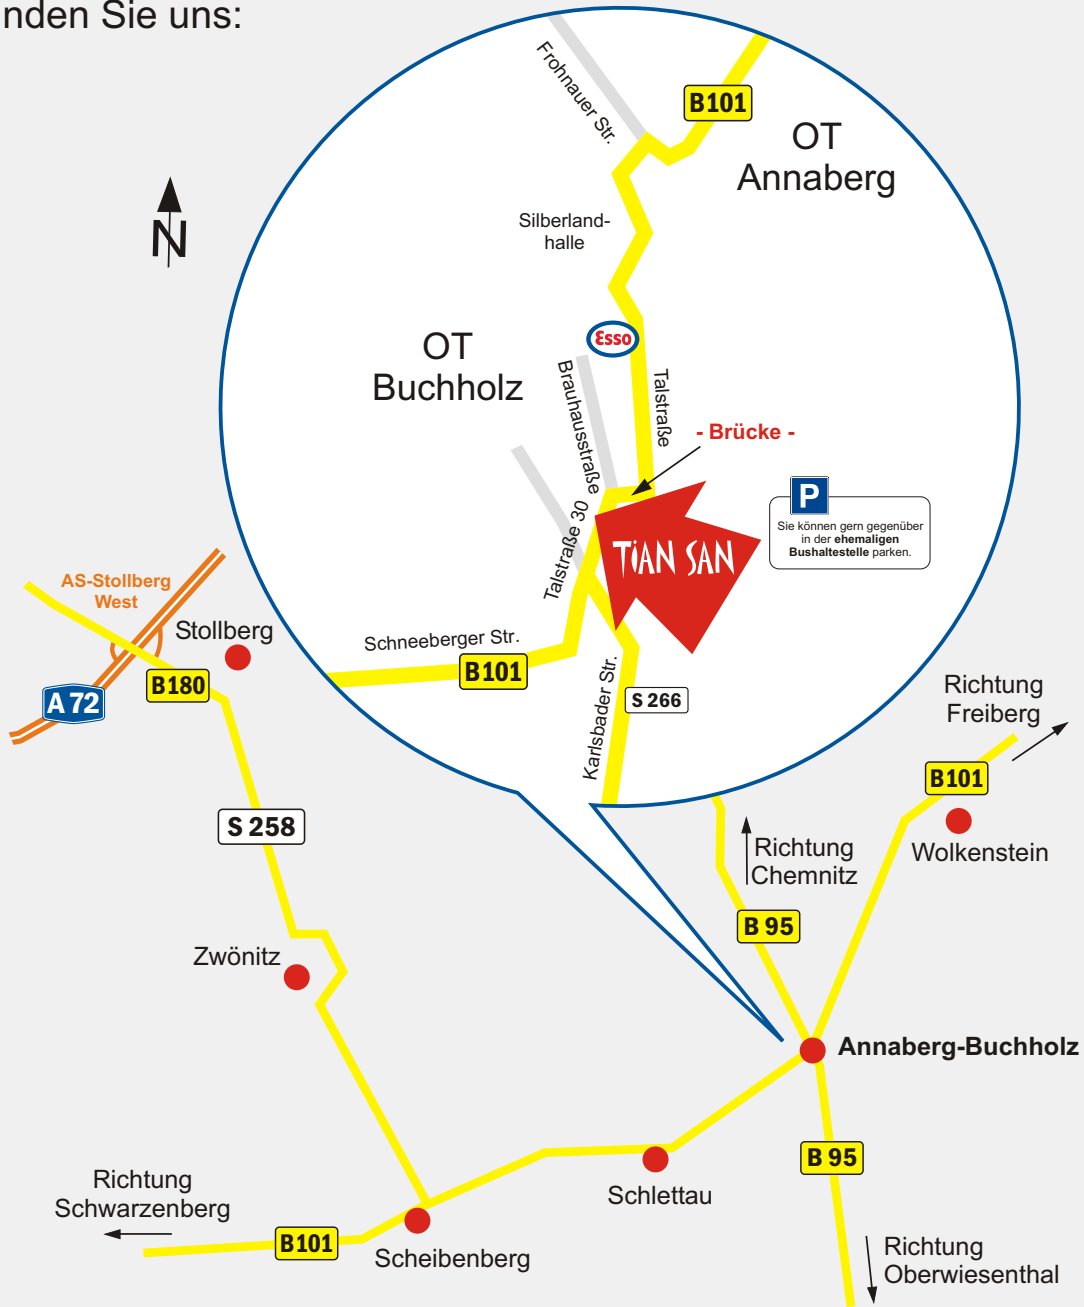 nden Sie uns:
Frohnauer Str.
B101
OT
Annaberg
N
Silberland-
halle
Esso
OT
Buchholz
Brauhausstraße
Talstraße
- Brücke -
P
Sie können gern gegenüber
in der ehemaligen
Bushaltestelle parken.
Talstraße 30
TiAN SAN
AS-Stollberg
West
Stollberg
Schneeberger Str.
B101
B180
A 72
Karlsbader Str.
S 266
Richtung
Freiberg
B101
S 258
Wolkenstein
Richtung
Chemnitz
B 95
Zwönitz
Annaberg-Buchholz
B 95
Schlettau
Richtung
Schwarzenberg
B101
Scheibenberg
Richtung
Oberwiesenthal